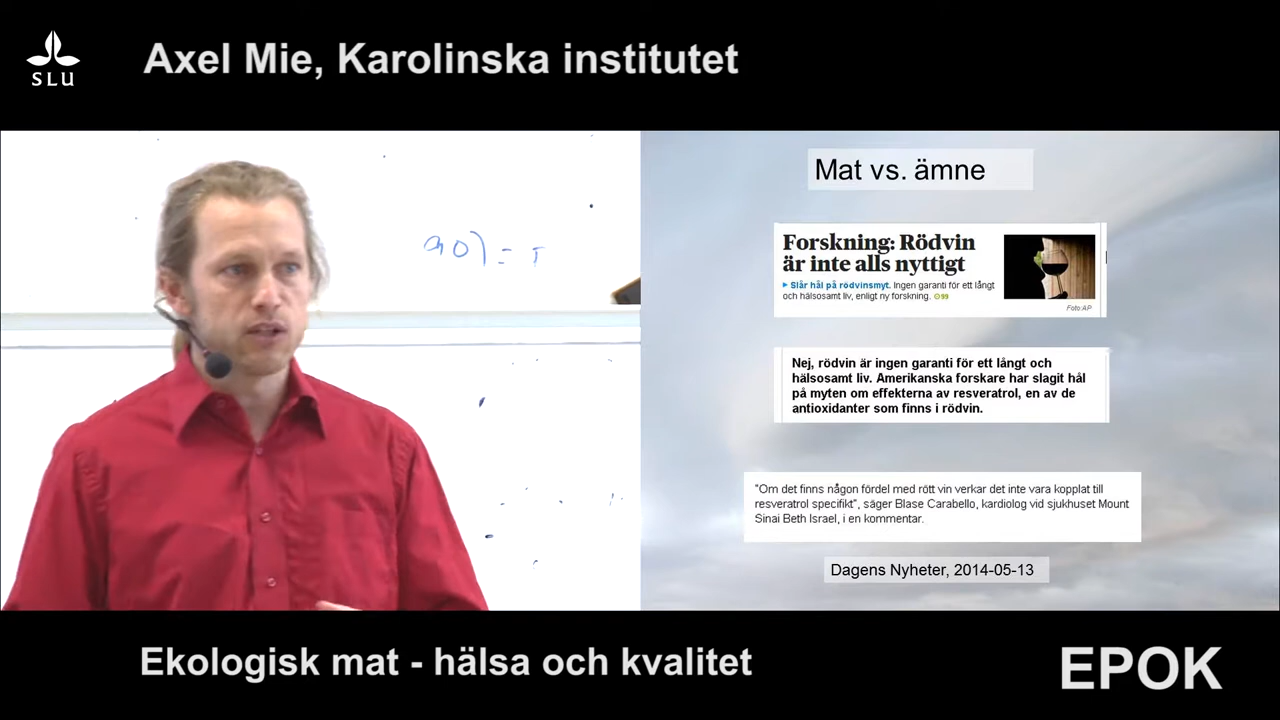 SLU
Axel Mie, Karolinska institutet
Mat vs. ämne
Forskning: Rödvin
är inte alls nyttigt
Slår hål på rödvinsmyt. Ingen garanti för ett långt
och hälsosamt liv, enligt ny forskning. 99
Foto: AP
Nej, rödvin är ingen garanti för ett långt och
hälsosamt liv. Amerikanska forskare har slagit hål
på myten om effekterna av resveratrol, en av de
antioxidanter som finns i rödvin.
"Om det finns någon fördel med rött vin verkar det inte vara kopplat till
resveratrol specifikt", säger Blase Carabello, kardiolog vid sjukhuset Mount
Sinai Beth Israel, i en kommentar.
Dagens Nyheter, 2014-05-13
Ekologisk mat - hälsa och kvalitet
EPOK